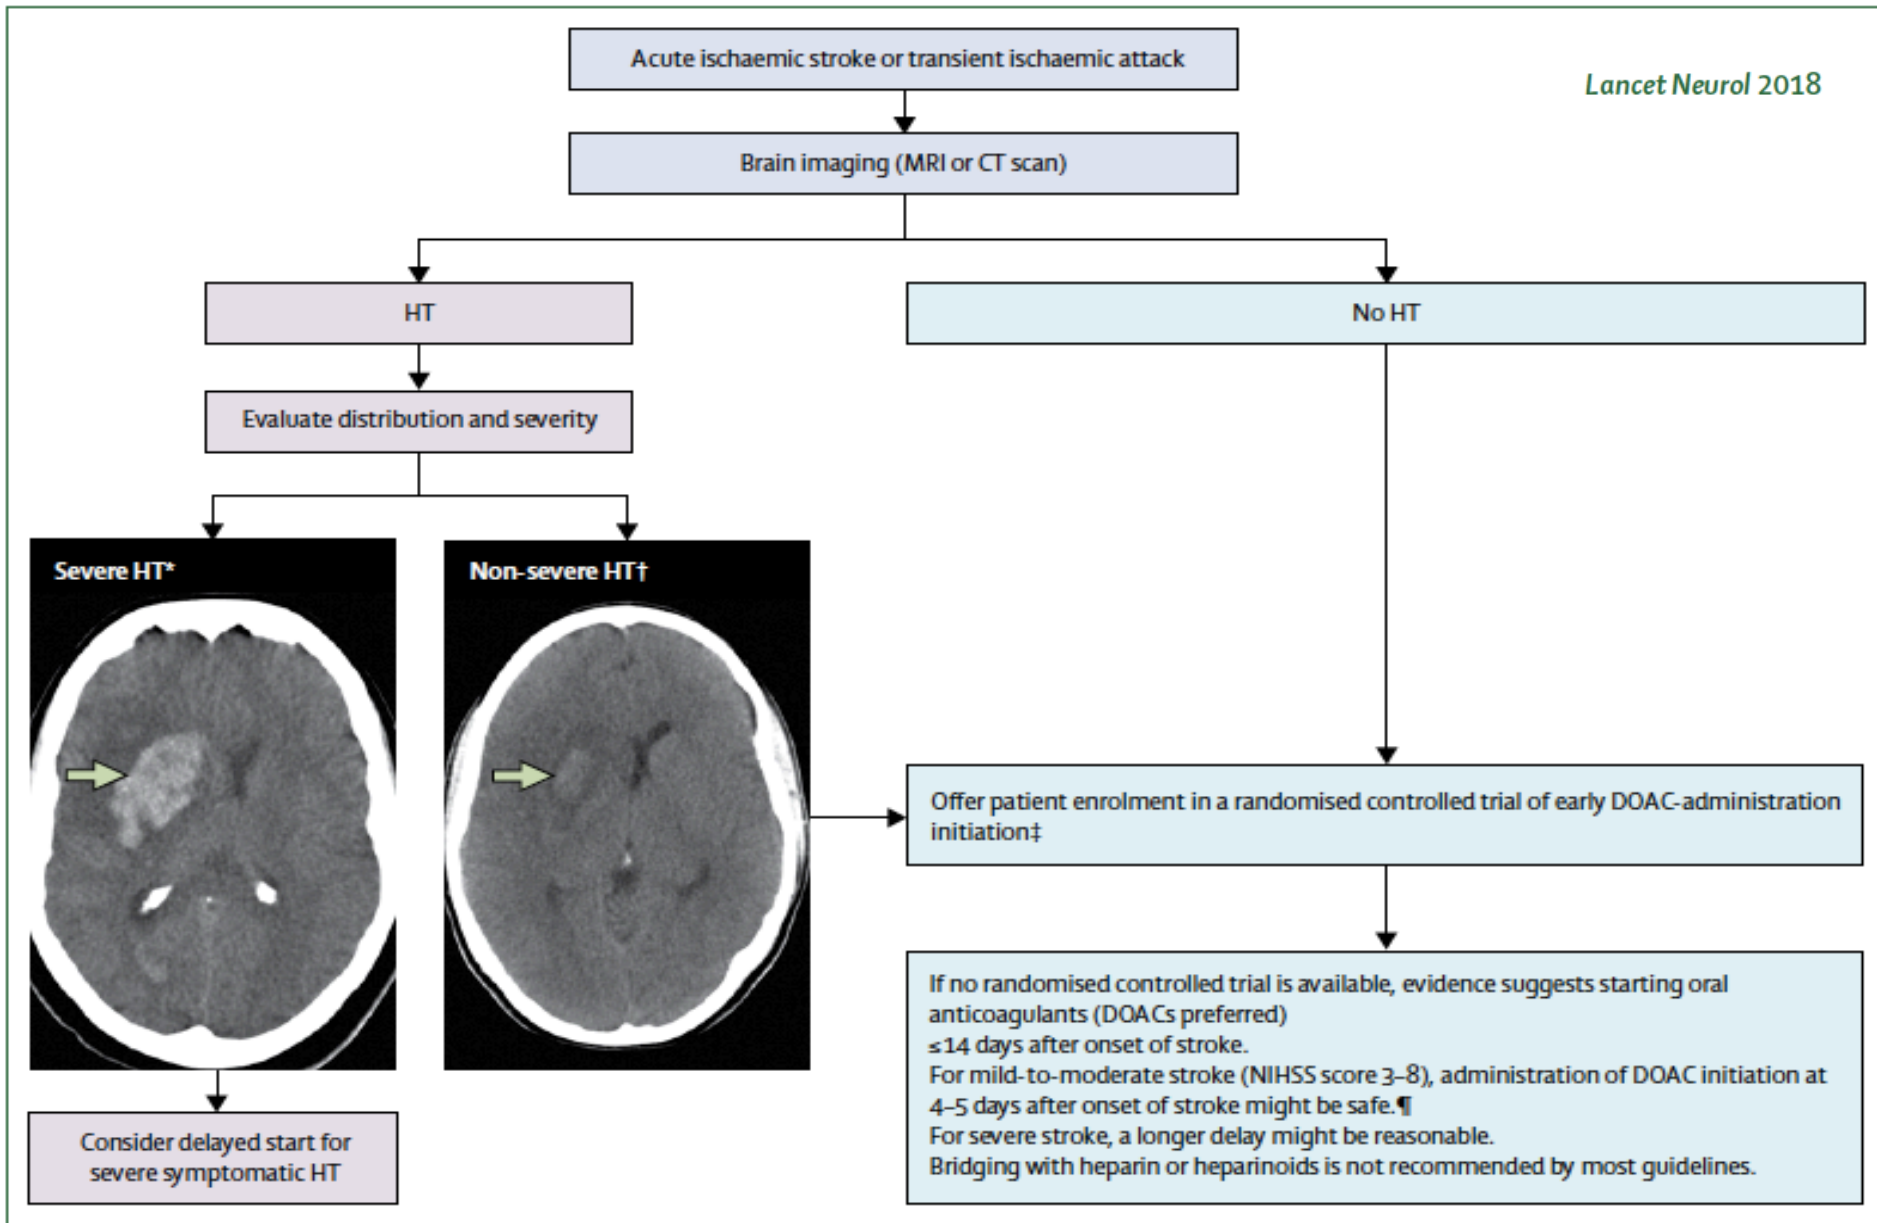 Acute ischaemic stroke or transient ischaemic attack
Lancet Neurol 2018
Brain imaging (MRI or CT scan)
HT
No HT
Evaluate distribution and severity
Severe HT*
Non-severe HT†
Offer patient enrolment in a randomised controlled trial of early DOAC-administration
initiation‡
If no randomised controlled trial is available, evidence suggests starting oral
anticoagulants (DOACs preferred)
≤14 days after onset of stroke.
For mild-to-moderate stroke (NIHSS score 3–8), administration of DOAC initiation at
4–5 days after onset of stroke might be safe.¶
For severe stroke, a longer delay might be reasonable.
Bridging with heparin or heparinoids is not recommended by most guidelines.
Consider delayed start for
severe symptomatic HT